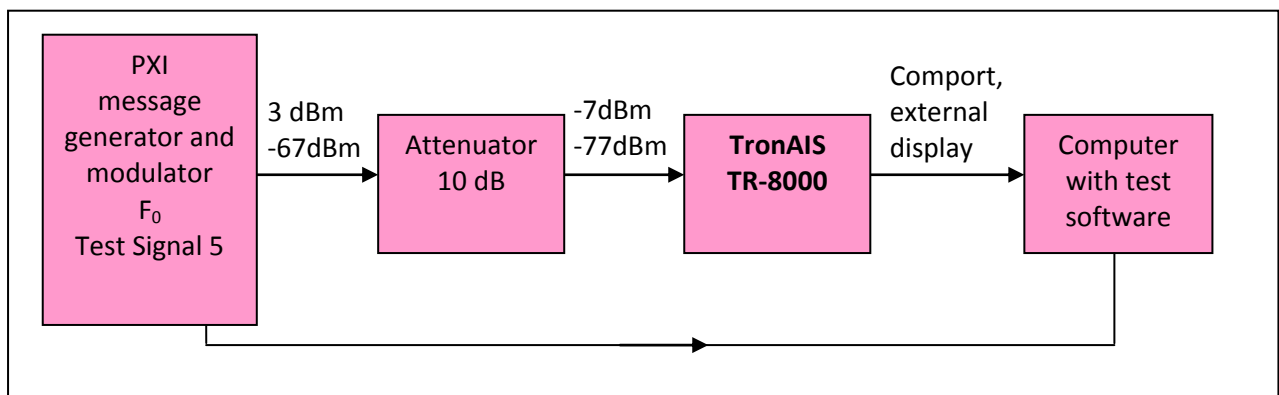 PXI
message
generator and
modulator
F₀
Test Signal 5
3 dBm
-67dBm
Attenuator
10 dB
-7dBm
-77dBm
TronAIS
TR-8000
Comport,
external
display
Computer
with test
software